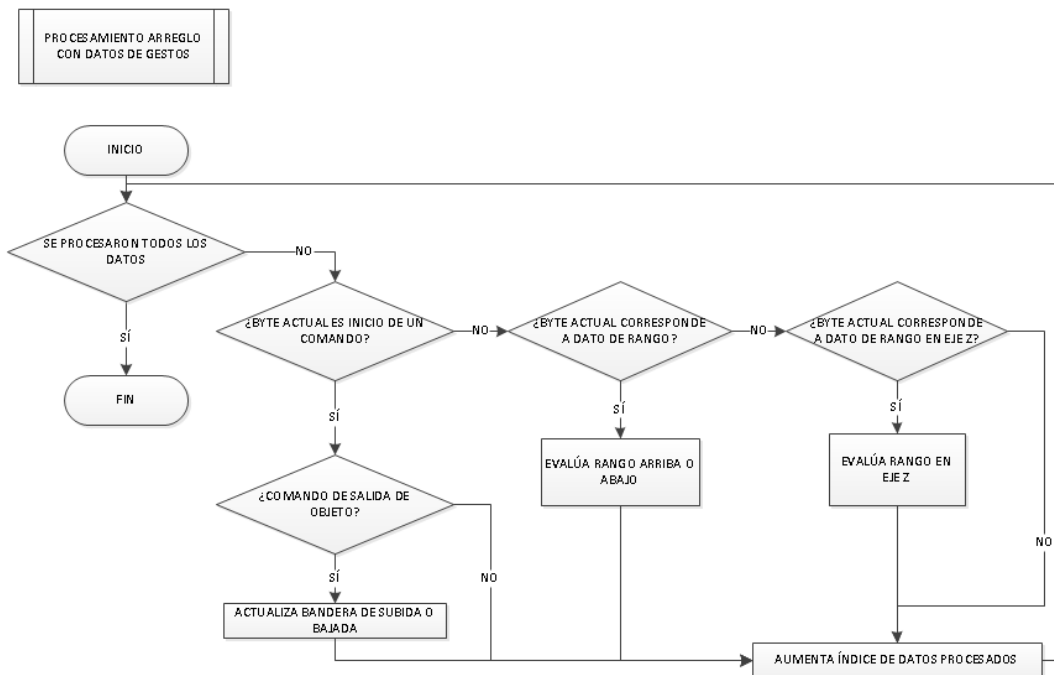 PROCESAMIENTO ARREGLO
CON DATOS DE GESTOS
INICIO
SE PROCESARON TODOS LOS
DATOS
NO
SÍ
FIN
¿BYTE ACTUAL ES INICIO DE UN
COMANDO?
NO
¿BYTE ACTUAL CORRESPONDE
A DATO DE RANGO?
NO
¿BYTE ACTUAL CORRESPONDE
A DATO DE RANGO EN EJE Z?
SÍ
SÍ
SÍ
EVALÚA RANGO ARRIBA O
ABAJO
EVALÚA RANGO EN
EJE Z
¿COMANDO DE SALIDA DE
OBJETO?
NO
SÍ
NO
ACTUALIZA BANDERA DE SUBIDA O
BAJADA
AUMENTA ÍNDICE DE DATOS PROCESADOS